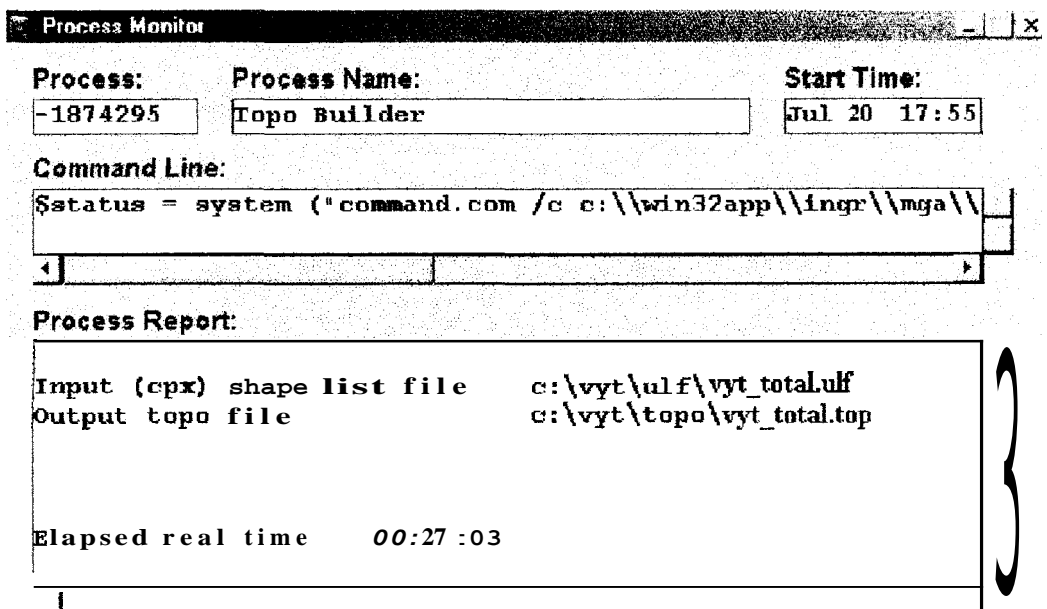 Process Monitor
Process: Process Name: Start Time:
-1874295 Topo Builder Jul 20 17:55
Command Line:
$status = system ("command.com /c c:\\win32app\\ingr\\mga\\
Process Report:
Input (cpx) shape list file c:\vyt\ulf\vyt_total.ulf
Output topo file c:\vyt\topo\vyt_total.top
Elapsed real time 00:27 :03